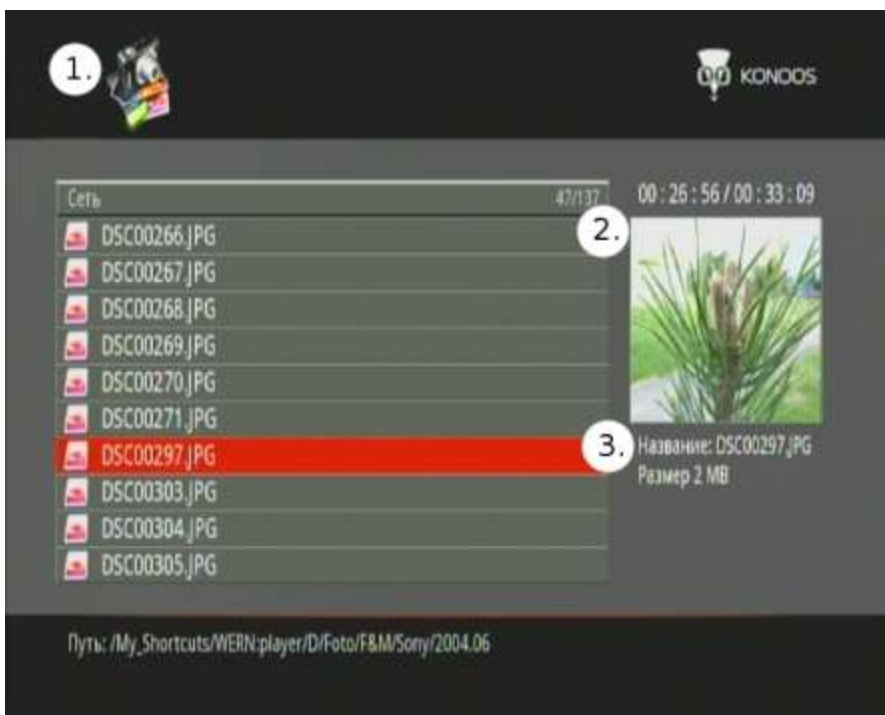 1.
KONOOS
Сеть 47/137
00 : 26 : 56 / 00 : 33 : 09
2.
DSC00266.JPG
DSC00267.JPG
DSC00268.JPG
DSC00269.JPG
DSC00270.JPG
DSC00271.JPG
DSC00297.JPG
DSC00303.JPG
DSC00304.JPG
DSC00305.JPG
3.
Название: DSC00297.JPG
Размер 2 MB
Путь: /My_Shortcuts/WERN:player/D/Foto/F&M/Sony/2004.06